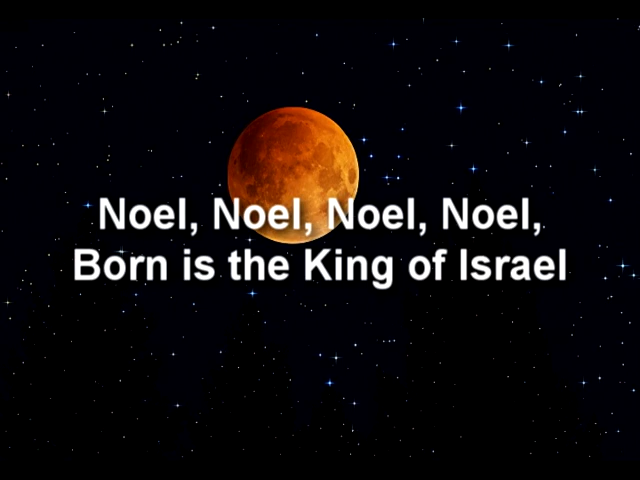 Noel, Noel, Noel, Noel,
Born is the King of Israel